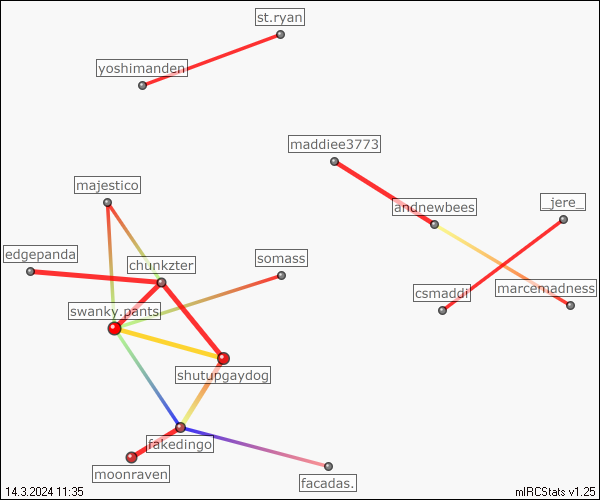 st.ryan
yoshimanden
maddiee3773
majestico
andnewbees
_jere_
edgepanda
chunkzter
somass
csmaddi
marcemadness
swanky.pants
shutupgaydog
fakedingo
moonraven
facadas.
14.3.2024 11:35
mIRCStats v1.25